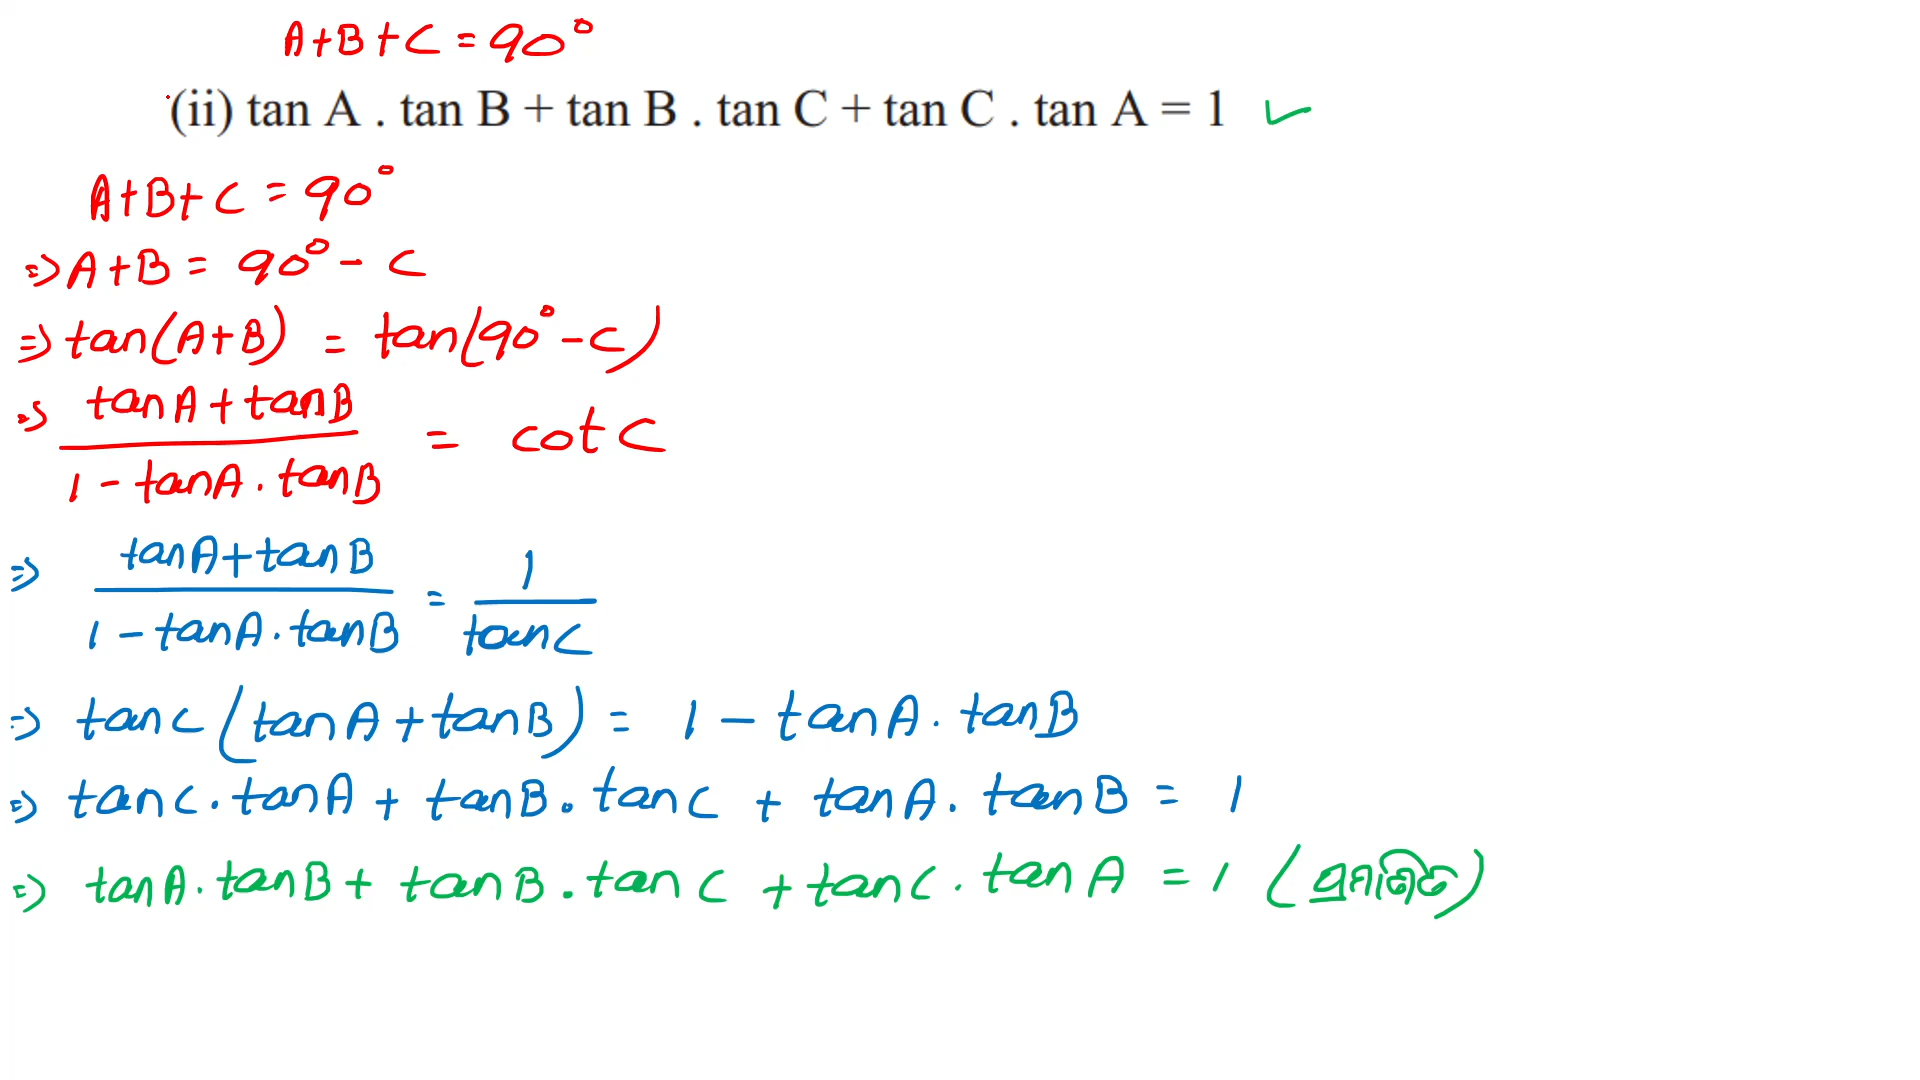 A+B+C = 90°
(ii) tan A . tan B + tan B . tan C + tan C . tan A = 1 ✓
A+B+C = 90°
⇒ A+B = 90° - C
⇒ tan(A+B) = tan(90° - C)
⇒ (tanA + tanB)/(1 - tanA . tanB) = cot C
⇒ (tanA + tanB)/(1 - tanA . tanB) = 1/tanC
⇒ tanC (tanA + tanB) = 1 - tanA . tanB
⇒ tanC . tanA + tanB . tanC + tanA . tanB = 1
⇒ tanA . tanB + tanB . tanC + tanC . tanA = 1 (ପ୍ରମାଣିତ)